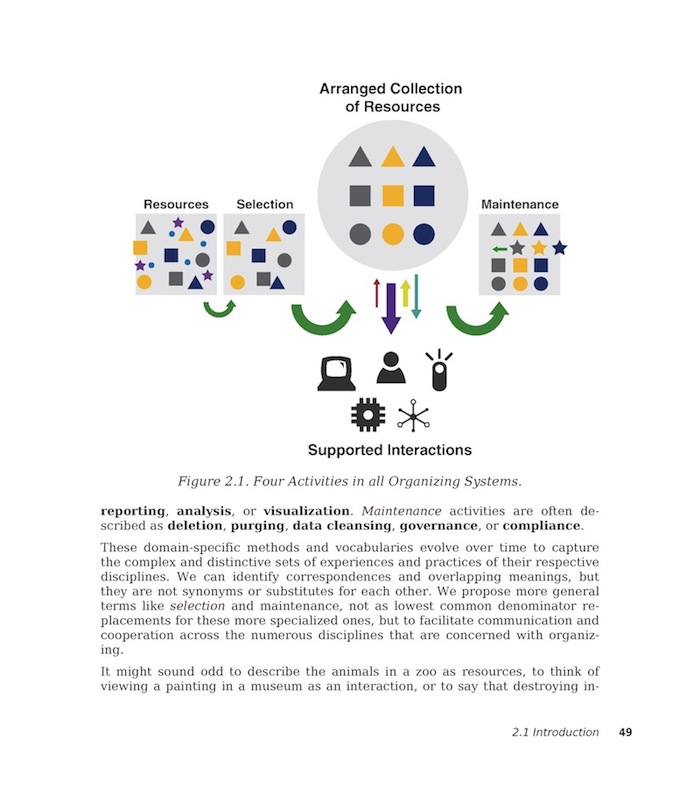 Arranged Collection
of Resources
Resources
Selection
Maintenance
Supported Interactions
Figure 2.1. Four Activities in all Organizing Systems.
reporting, analysis, or visualization. Maintenance activities are often de-
scribed as deletion, purging, data cleansing, governance, or compliance.
These domain-specific methods and vocabularies evolve over time to capture
the complex and distinctive sets of experiences and practices of their respective
disciplines. We can identify correspondences and overlapping meanings, but
they are not synonyms or substitutes for each other. We propose more general
terms like selection and maintenance, not as lowest common denominator re-
placements for these more specialized ones, but to facilitate communication and
cooperation across the numerous disciplines that are concerned with organiz-
ing.
It might sound odd to describe the animals in a zoo as resources, to think of
viewing a painting in a museum as an interaction, or to say that destroying in-
2.1 Introduction 49